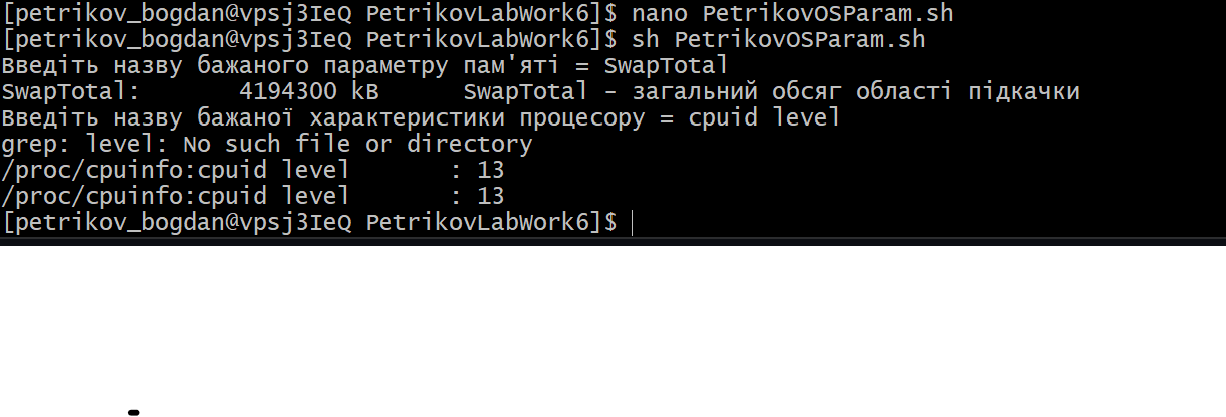 [petrikov_bogdan@vpsj3IeQ PetrikovLabWork6]$ nano PetrikovOSParam.sh
[petrikov_bogdan@vpsj3IeQ PetrikovLabWork6]$ sh PetrikovOSParam.sh
Введіть назву бажаного параметру пам'яті = SwapTotal
SwapTotal:       4194300 kB      SwapTotal – загальний обсяг області підкачки
Введіть назву бажаної характеристики процесору = cpuid level
grep: level: No such file or directory
/proc/cpuinfo:cpuid level       : 13
/proc/cpuinfo:cpuid level       : 13
[petrikov_bogdan@vpsj3IeQ PetrikovLabWork6]$